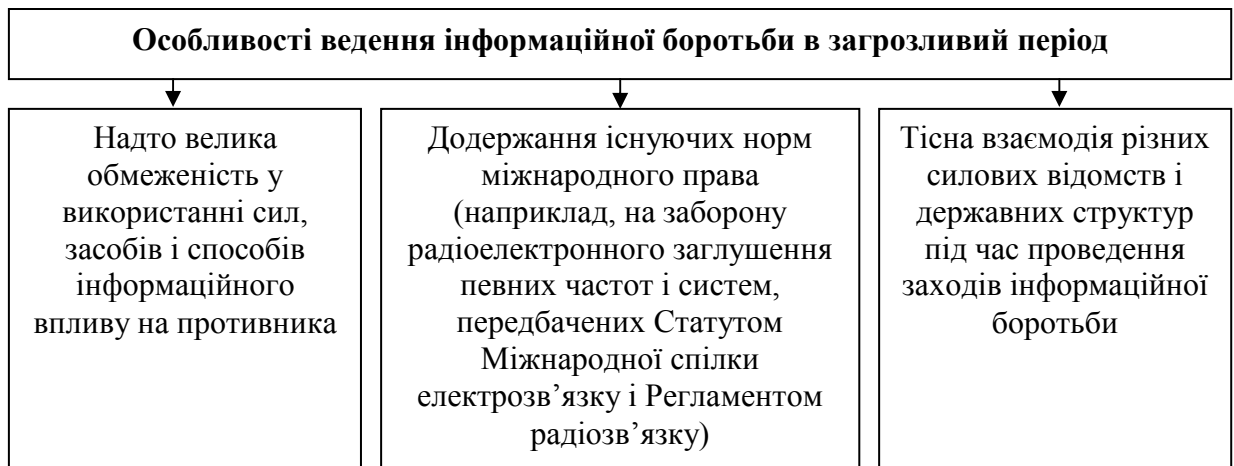 Особливості ведення інформаційної боротьби в загрозливий період
Надто велика
обмеженість у
використанні сил,
засобів і способів
інформаційного
впливу на противника
Додержання існуючих норм
міжнародного права
(наприклад, на заборону
радіоелектронного заглушення
певних частот і систем,
передбачених Статутом
Міжнародної спілки
електрозв’язку і Регламентом
радіозв’язку)
Тісна взаємодія різних
силових відомств і
державних структур
під час проведення
заходів інформаційної
боротьби